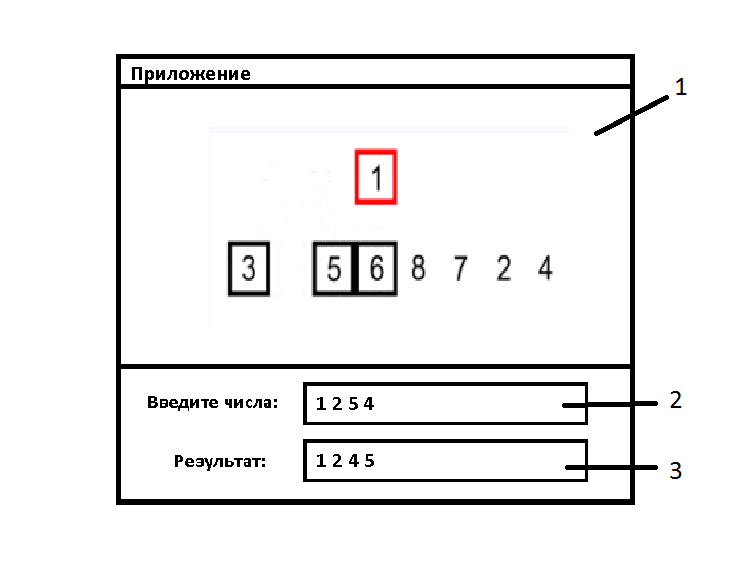 Приложение
1
1
3 5 6 8 7 2 4
Введите числа: 1 2 5 4 2
Результат: 1 2 4 5 3